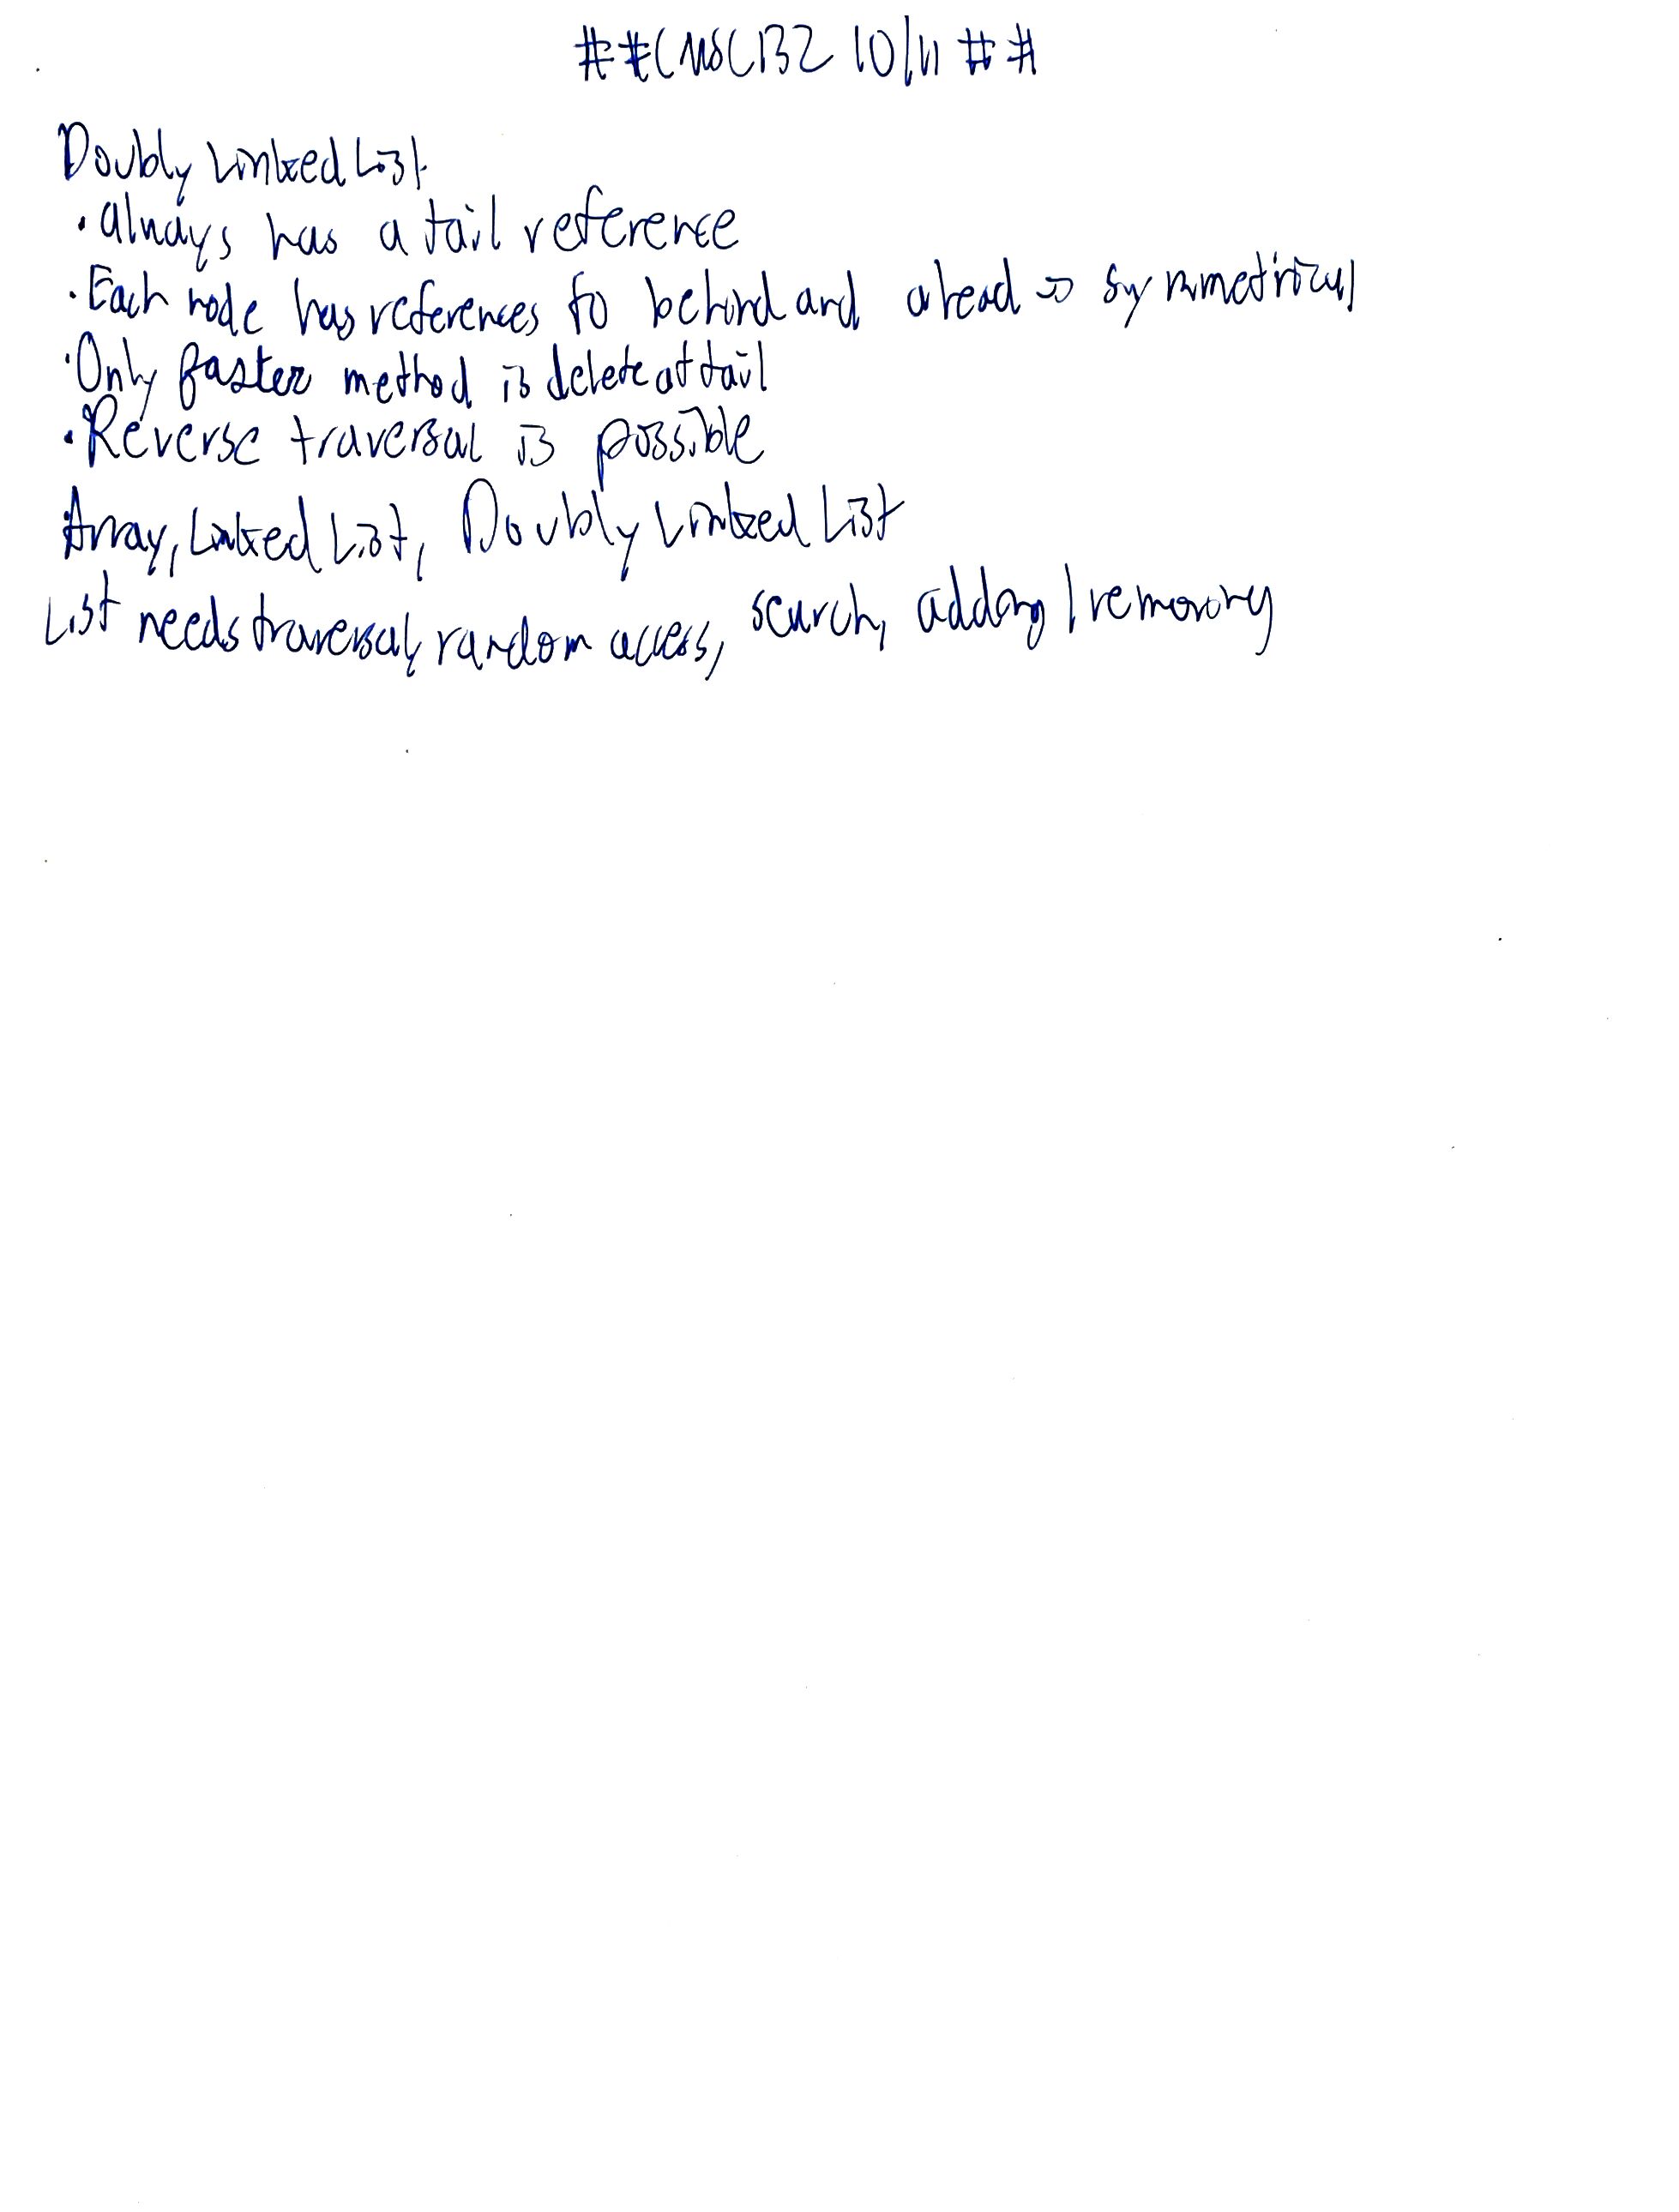 ##CMSC132 10/11 ##
Doubly Linked List
·always has a tail reference
·Each node has references to behind and ahead => symmetrical
·Only faster method is delete at tail
·Reverse traversal is possible
Array, Linked List, Doubly Linked List
List needs traversal, random access, search, adding/removing